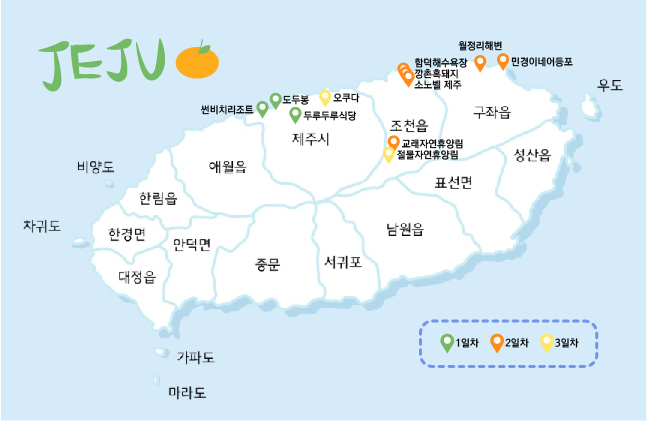 JEJU
월정리해변
함덕해수욕장
민경이네어등포
깡촌흑돼지
소노벨 제주
우도
오쿠다
도두봉
썬비치리조트
두루두루식당
조천읍
구좌읍
제주시
교래자연휴양림
절물자연휴양림
성산읍
애월읍
비양도
표선면
한림읍
차귀도
한경면
안덕면
남원읍
중문
서귀포
대정읍
1일차
2일차
3일차
가파도
마라도